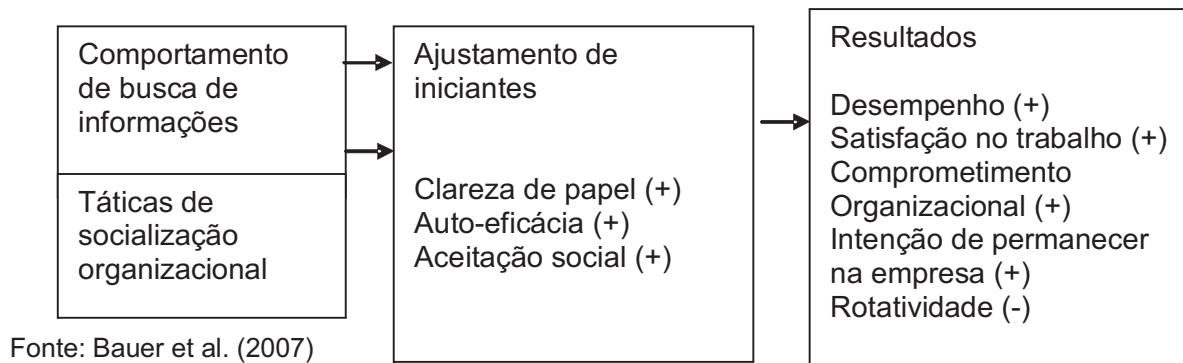 Comportamento
de busca de
informações
Táticas de
socialização
organizacional
Ajustamento de
iniciantes
Clareza de papel (+)
Auto-eficácia (+)
Aceitação social (+)
Resultados
Desempenho (+)
Satisfação no trabalho (+)
Comprometimento
Organizacional (+)
Intenção de permanecer
na empresa (+)
Rotatividade (-)
Fonte: Bauer et al. (2007)